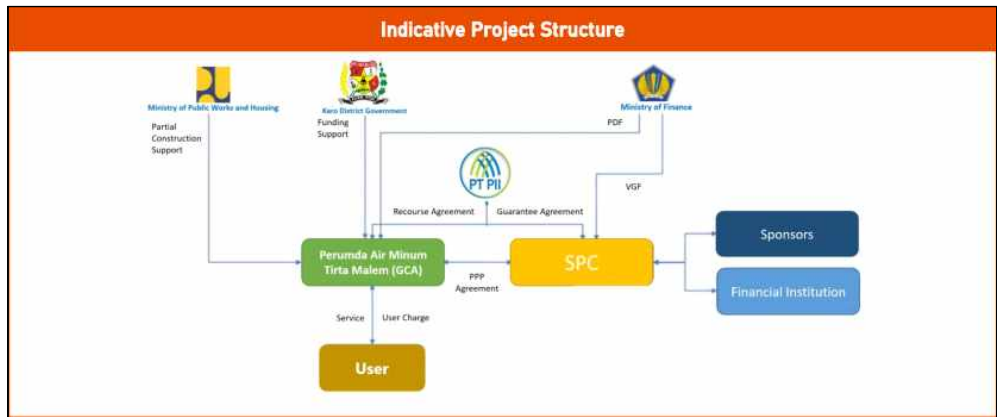 Indicative Project Structure
Ministry of Public Works and Housing
Karo District Government
Ministry of Finance
Partial
Construction
Support
Funding
Support
PDF
PT PII
VGF
Recourse Agreement
Guarantee Agreement
Perumda Air Minum
Tirta Malem (GCA)
PPP
Agreement
SPC
Sponsors
Financial Institution
Service
User Charge
User